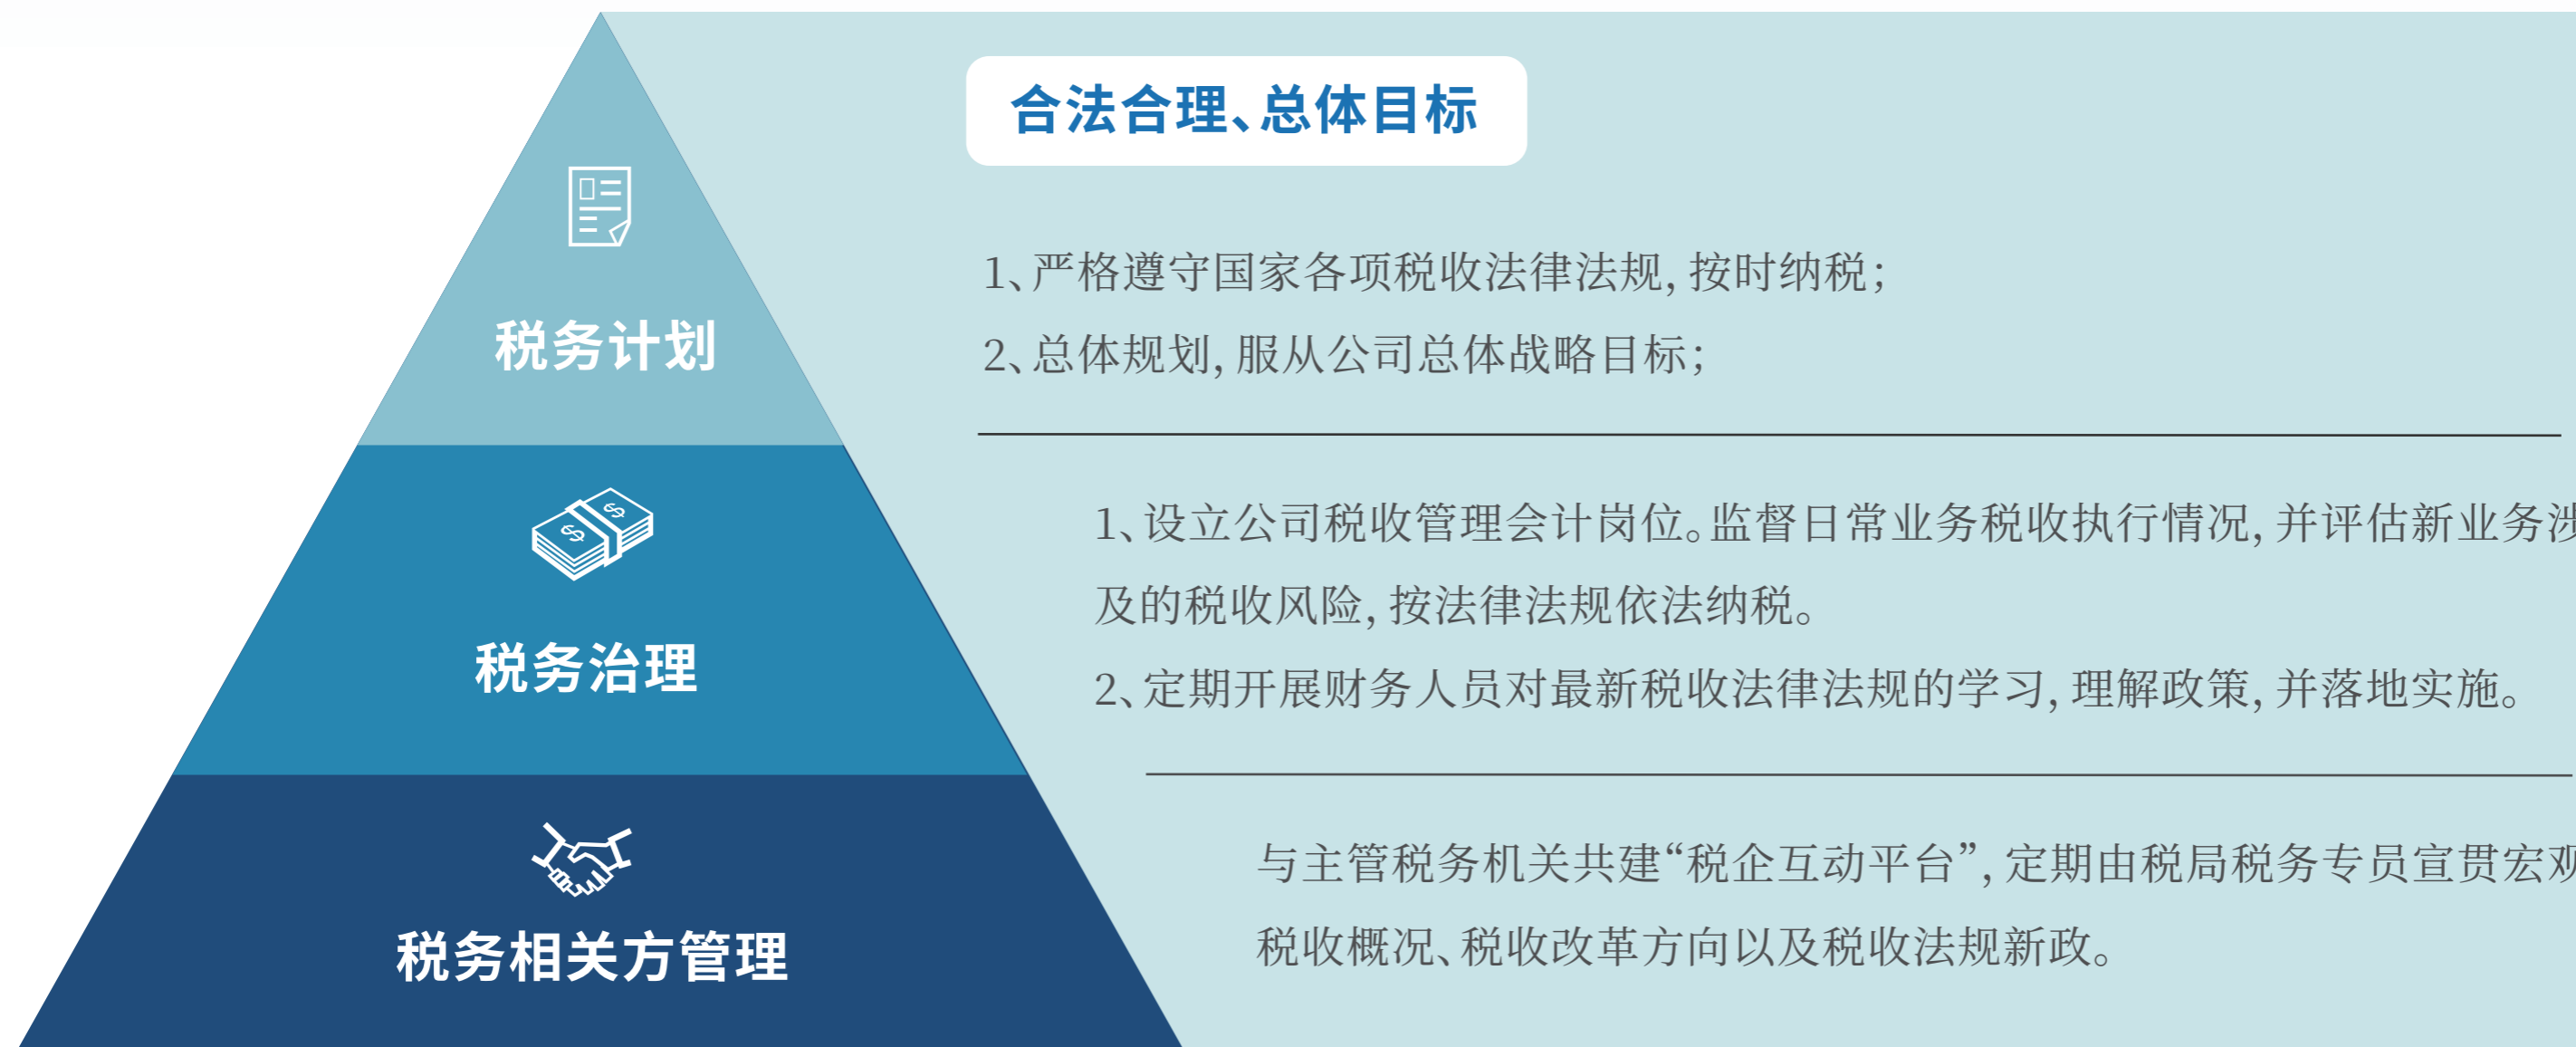 合法合理、总体目标
税务计划
1、严格遵守国家各项税收法律法规，按时纳税；
2、总体规划，服从公司总体战略目标；
税务治理
1、设立公司税收管理会计岗位。监督日常业务税收执行情况，并评估新业务涉
及的税收风险，按法律法规依法纳税。
2、定期开展财务人员对最新税收法律法规的学习，理解政策，并落地实施。
税务相关方管理
与主管税务机关共建“税企互动平台”，定期由税局税务专员宣贯宏观
税收概况、税收改革方向以及税收法规新政。